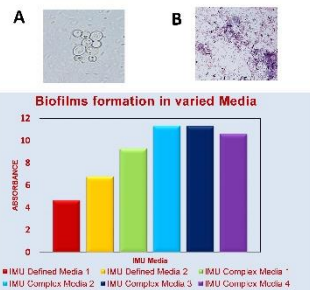 A
B
Biofilms formation in varied Media
12
10
8
6
4
2
0
ABSORBANCE
IMU Media
IMU Defined Media 1 IMU Defined Media 2 IMU Complex Media 1
IMU Complex Media 2 IMU Complex Media 3 IMU Complex Media 4